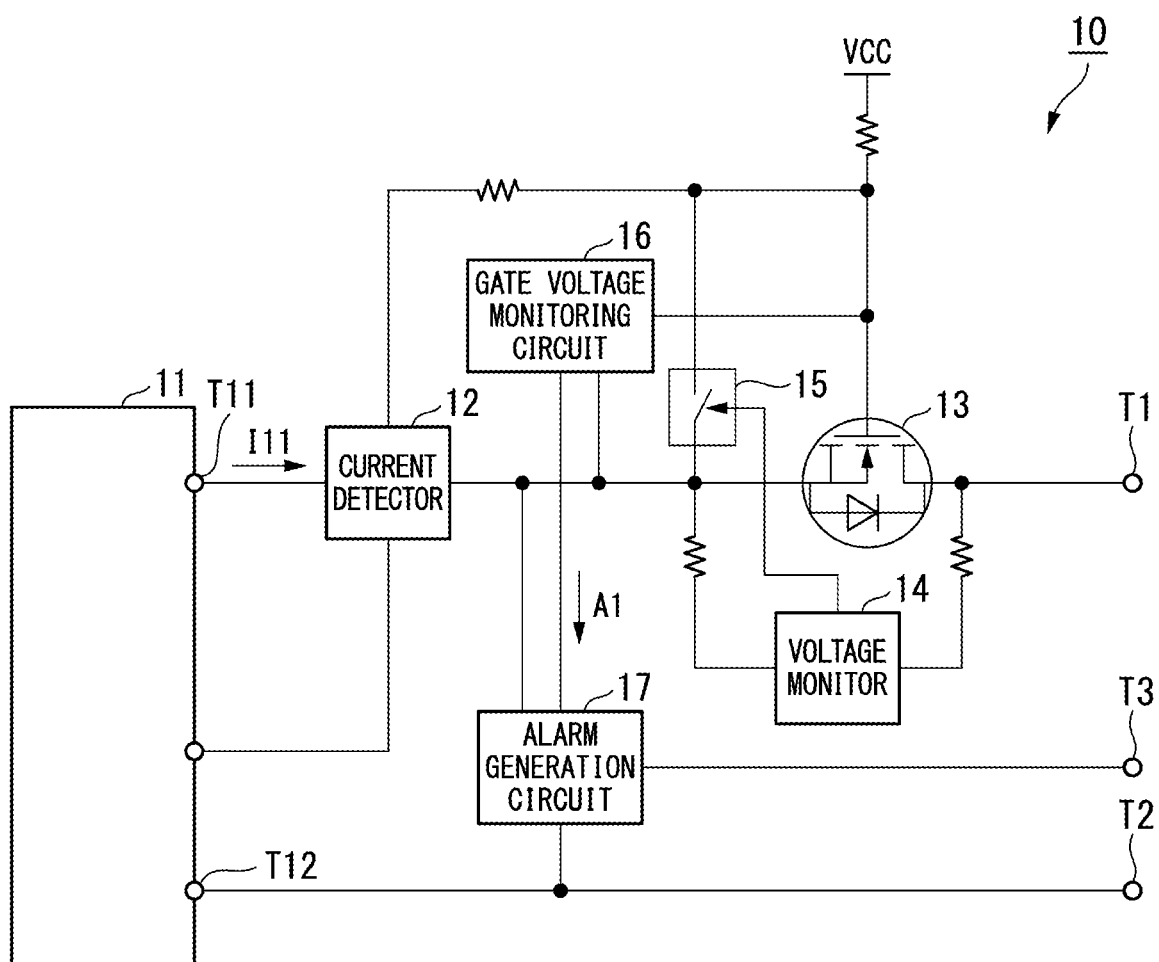 10
VCC
16
GATE VOLTAGE
MONITORING
CIRCUIT
11
T11
12
15
13
T1
I11
CURRENT
DETECTOR
A1
14
VOLTAGE
MONITOR
17
T3
ALARM
GENERATION
CIRCUIT
T2
T12